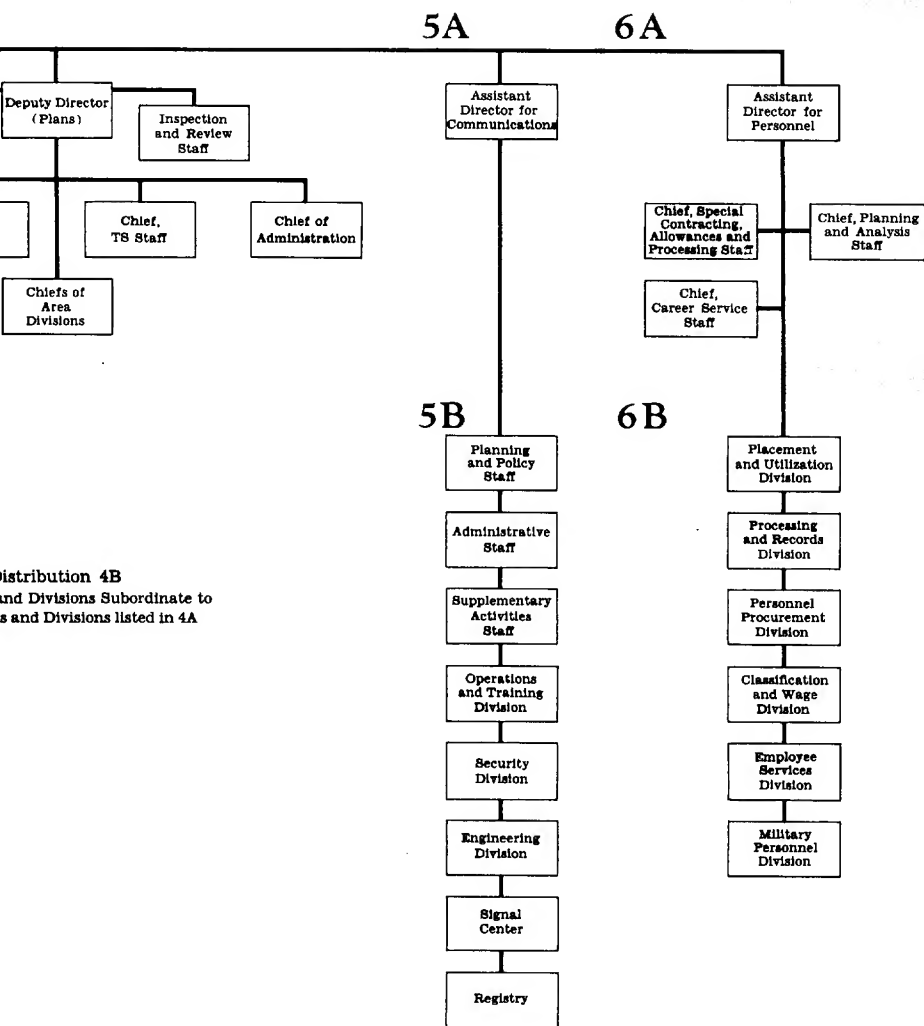 5A
6A
Deputy Director
(Plans)
Inspection
and Review
Staff
Assistant
Director for
Communications
Assistant
Director for
Personnel
Chief,
TS Staff
Chief of
Administration
Chief, Special
Contracting,
Allowances and
Processing Staff
Chief, Planning
and Analysis
Staff
Chiefs of
Area
Divisions
Chief,
Career Service
Staff
5B
6B
Planning
and Policy
Staff
Placement
and Utilization
Division
Administrative
Staff
Processing
and Records
Division
istribution 4B
and Divisions Subordinate to
s and Divisions listed in 4A
Supplementary
Activities
Staff
Personnel
Procurement
Division
Operations
and Training
Division
Classification
and Wage
Division
Security
Division
Employee
Services
Division
Engineering
Division
Military
Personnel
Division
Signal
Center
Registry